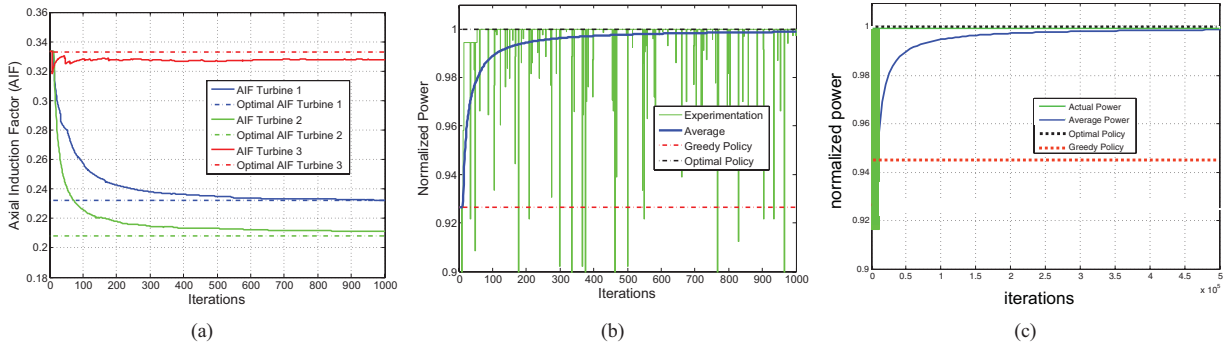 0.36
0.34
0.32
0.3
0.28
0.26
0.24
0.22
0.2
0.18
Axial Induction Factor (AIF)
AIF Turbine 1
Optimal AIF Turbine 1
AIF Turbine 2
Optimal AIF Turbine 2
AIF Turbine 3
Optimal AIF Turbine 3
0 100 200 300 400 500 600 700 800 900 1000
Iterations
(a)
1
0.98
0.96
0.94
0.92
0.9
Normalized Power
Experimentation
Average
Greedy Policy
Optimal Policy
0 100 200 300 400 500 600 700 800 900 1000
Iterations
(b)
1
0.98
0.96
0.94
0.92
0.9
normalized power
Actual Power
Average Power
Optimal Policy
Greedy Policy
0 0.5 1 1.5 2 2.5 3 3.5 4 4.5 5
x 10⁵
iterations
(c)